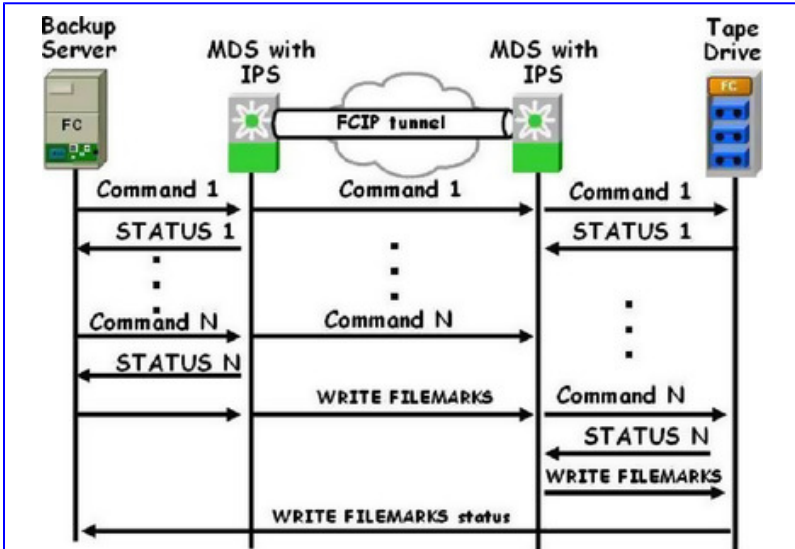 Backup
Server
MDS with
IPS
MDS with
IPS
Tape
Drive
FC
FCIP tunnel
FC
Command 1
Command 1
Command 1
STATUS 1
STATUS 1
Command N
Command N
STATUS N
WRITE FILEMARKS
Command N
STATUS N
WRITE FILEMARKS
WRITE FILEMARKS status